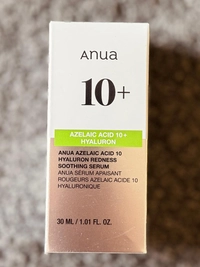 Anua
10+
AZELAIC ACID 10+
HYALURON
ANUA AZELAIC ACID 10
HYALURON REDNESS
SOOTHING SERUM
ANUA SÉRUM APAISANT
ROUGEURS AZELAIC ACIDE 10
HYALURONIQUE
30 ML / 1.01 FL. OZ.